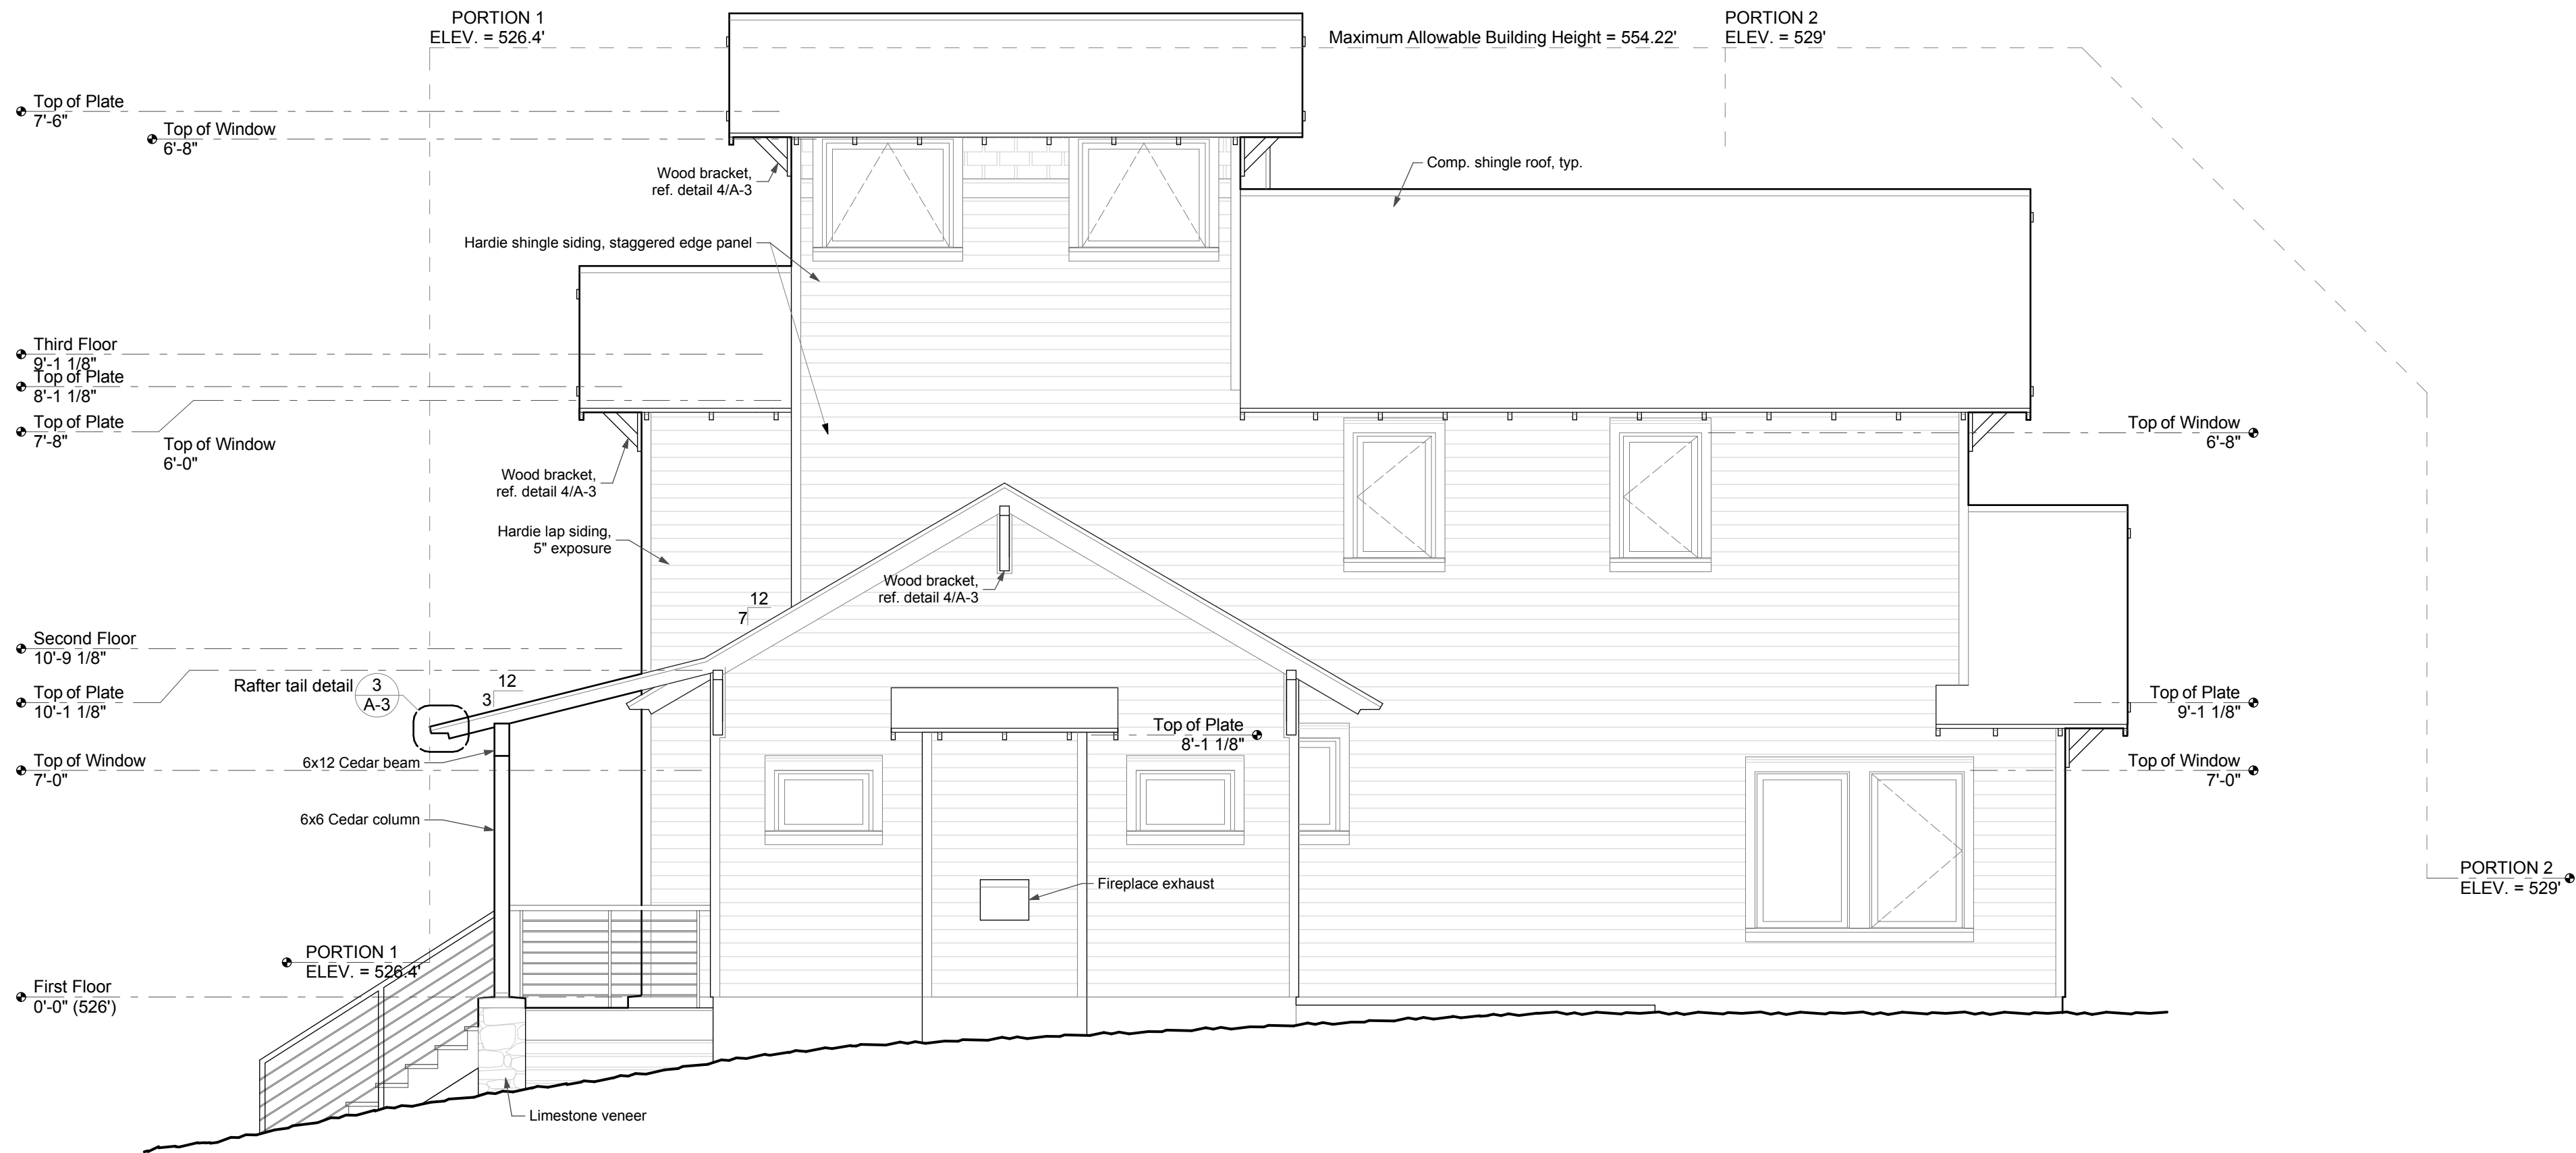 PORTION 1
ELEV. = 526.4'
Maximum Allowable Building Height = 554.22'
PORTION 2
ELEV. = 529'
Top of Plate
7'-6"
Top of Window
6'-8"
Wood bracket,
ref. detail 4/A-3
Comp. shingle roof, typ.
Hardie shingle siding, staggered edge panel
Third Floor
9'-1 1/8"
Top of Plate
8'-1 1/8"
Top of Plate
7'-8"
Top of Window
6'-0"
Top of Window
6'-8"
Wood bracket,
ref. detail 4/A-3
Hardie lap siding,
5" exposure
Wood bracket,
ref. detail 4/A-3
12
7
Second Floor
10'-9 1/8"
Rafter tail detail
3
A-3
12
3
Top of Plate
10'-1 1/8"
Top of Plate
9'-1 1/8"
Top of Plate
8'-1 1/8"
Top of Window
7'-0"
6x12 Cedar beam
Top of Window
7'-0"
6x6 Cedar column
Fireplace exhaust
PORTION 2
ELEV. = 529'
PORTION 1
ELEV. = 526.4'
First Floor
0'-0" (526')
Limestone veneer